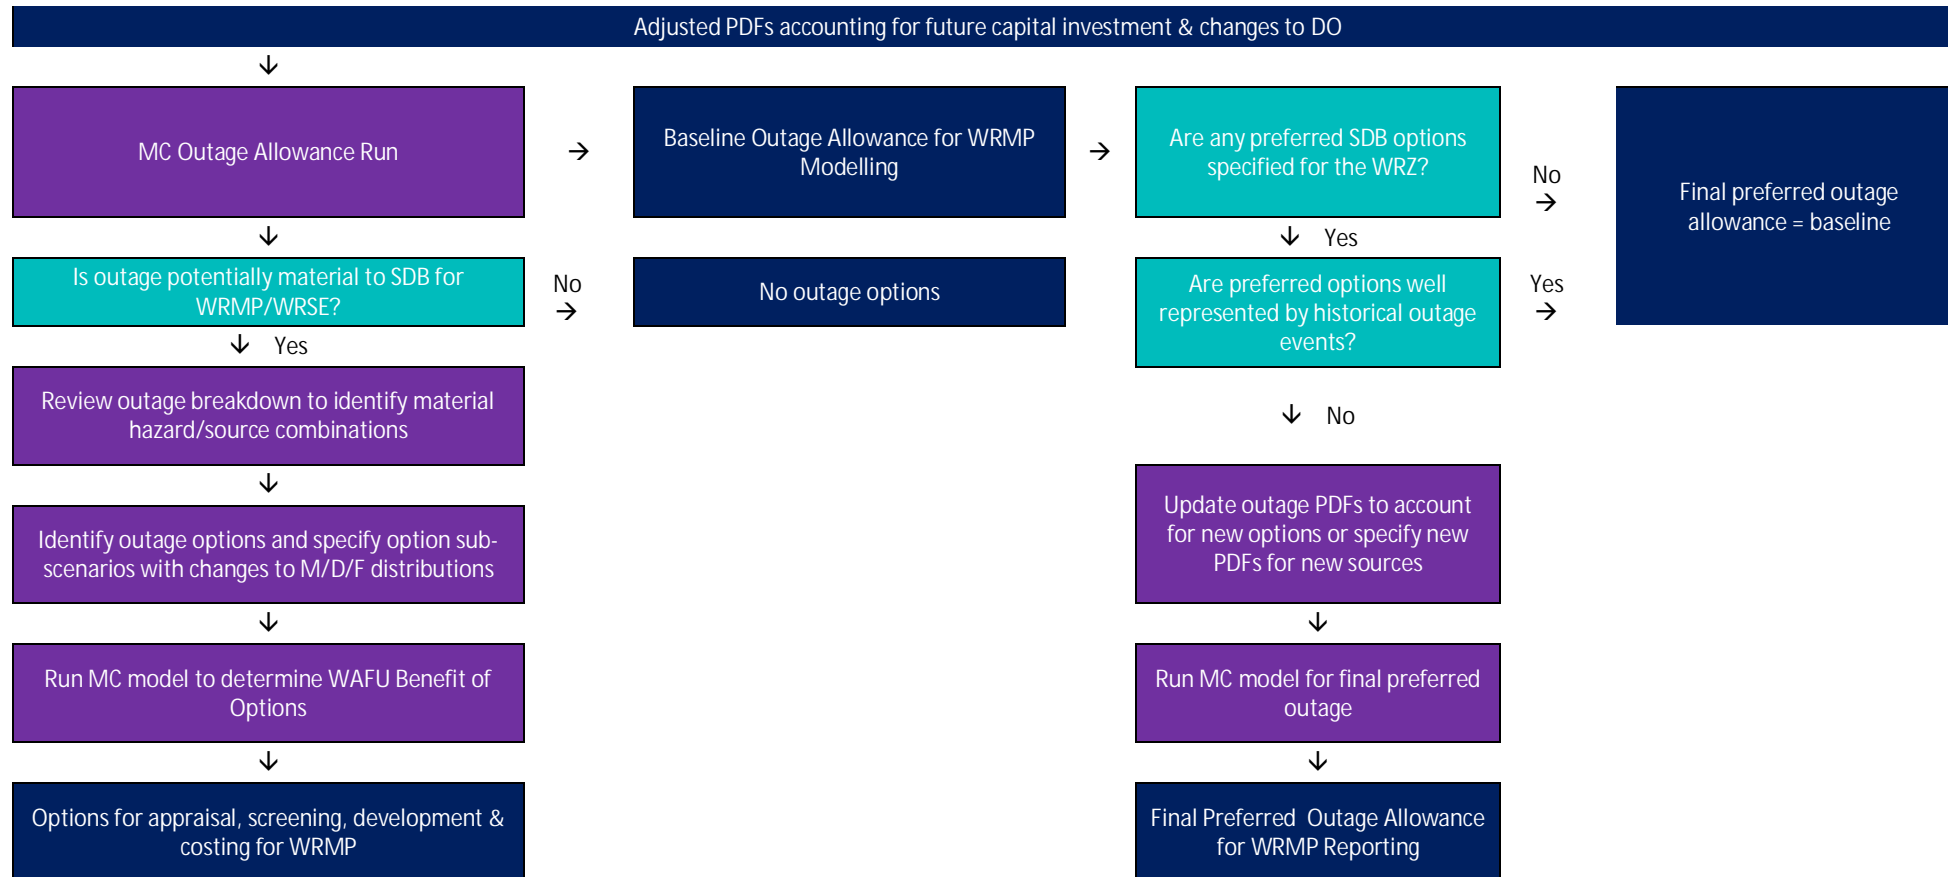 Adjusted PDFs accounting for future capital investment & changes to DO
↓
MC Outage Allowance Run
→
Baseline Outage Allowance for WRMP
Modelling
→
Are any preferred SDB options
specified for the WRZ?
No
→
Final preferred outage
allowance = baseline
↓
↓ Yes
Is outage potentially material to SDB for
WRMP/WRSE?
No
→
No outage options
Are preferred options well
represented by historical outage
events?
Yes
→
↓ Yes
Review outage breakdown to identify material
hazard/source combinations
↓ No
↓
Identify outage options and specify option sub-
scenarios with changes to M/D/F distributions
Update outage PDFs to account
for new options or specify new
PDFs for new sources
↓
↓
Run MC model to determine WAFU Benefit of
Options
Run MC model for final preferred
outage
↓
↓
Options for appraisal, screening, development &
costing for WRMP
Final Preferred Outage Allowance
for WRMP Reporting